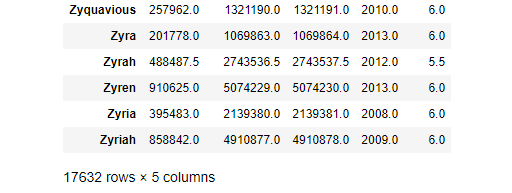 Zyquavious 257962.0 1321190.0 1321191.0 2010.0 6.0
Zyra 201778.0 1069863.0 1069864.0 2013.0 6.0
Zyrah 488487.5 2743536.5 2743537.5 2012.0 5.5
Zyren 910625.0 5074229.0 5074230.0 2013.0 6.0
Zyria 395483.0 2139380.0 2139381.0 2008.0 6.0
Zyriah 858842.0 4910877.0 4910878.0 2009.0 6.0
17632 rows × 5 columns